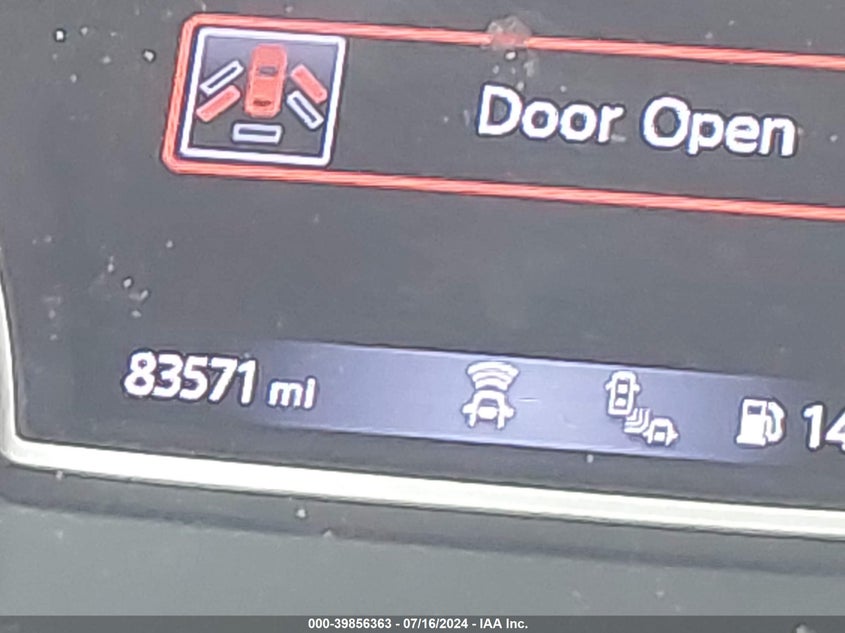 Door Open
83571 mi
14
000-39856363 - 07/16/2024 - IAA Inc.